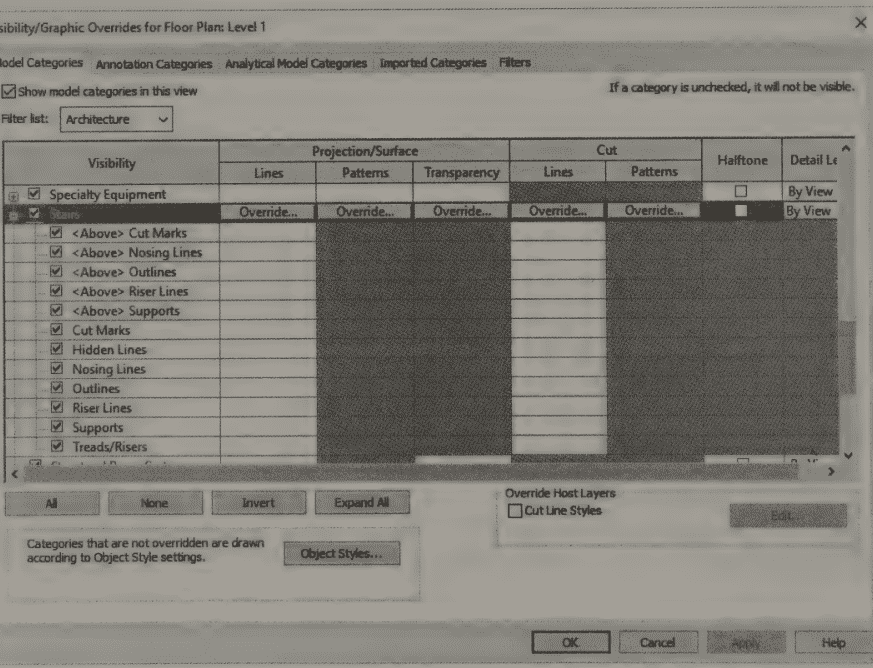 sibility/Graphic Overrides for Floor Plan: Level 1
odel Categories Annotation Categories Analytical Model Categories Imported Categories Filters
Show model categories in this view
If a category is unchecked, it will not be visible.
Filter list: Architecture
Visibility Projection/Surface Cut Halftone Detail Le
Lines Patterns Transparency Lines Patterns
Specialty Equipment By View
Stairs Override... Override... Override... Override... Override... By View
<Above> Cut Marks
<Above> Nosing Lines
<Above> Outlines
<Above> Riser Lines
<Above> Supports
Cut Marks
Hidden Lines
Nosing Lines
Outlines
Riser Lines
Supports
Treads/Risers
All None Invert Expand All
Override Host Layers
Cut Line Styles
Edit...
Categories that are not overridden are drawn
according to Object Style settings.
Object Styles...
OK Cancel Apply Help